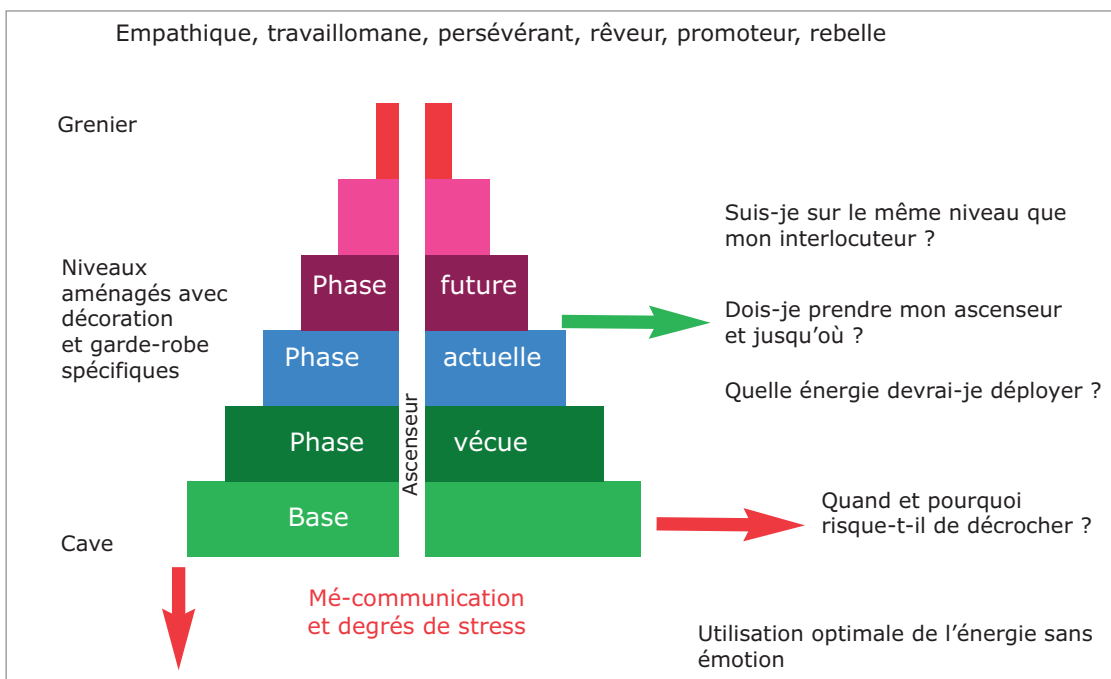 Empathique, travaillomane, persévérant, rêveur, promoteur, rebelle
Grenier
Suis-je sur le même niveau que
mon interlocuteur ?
Niveaux
aménagés avec
décoration
et garde-robe
spécifiques
Phase future
Dois-je prendre mon ascenseur
et jusqu’où ?
Phase actuelle
Quelle énergie devrai-je déployer ?
Ascenseur
Phase vécue
Base
Quand et pourquoi
risque-t-il de décrocher ?
Cave
Mé-communication
et degrés de stress
Utilisation optimale de l’énergie sans
émotion